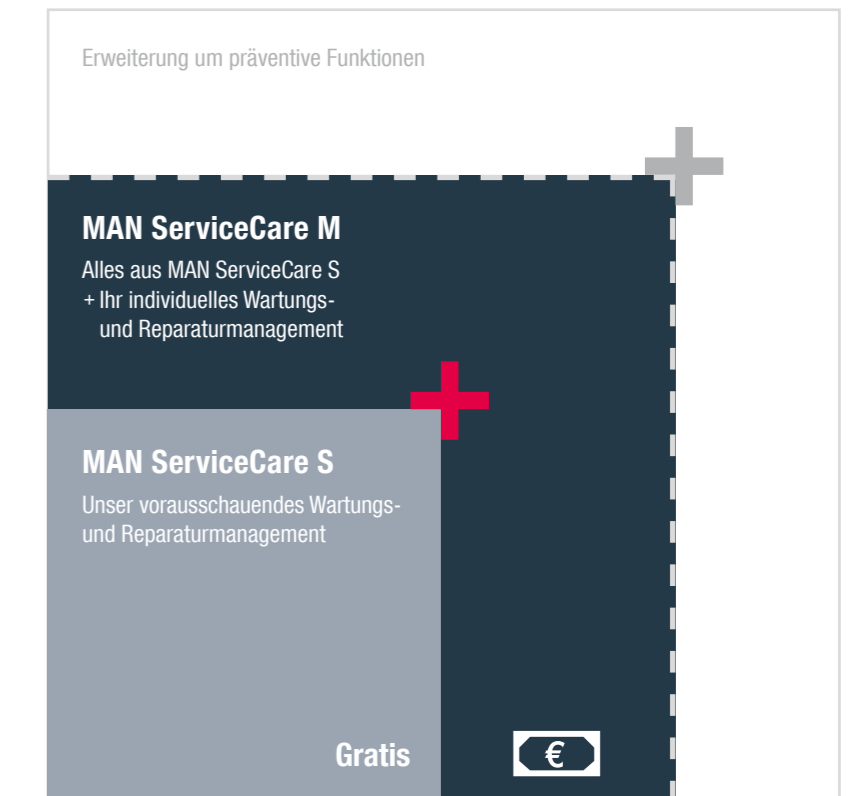 Erweiterung um präventive Funktionen
MAN ServiceCare M
Alles aus MAN ServiceCare S
+ Ihr individuelles Wartungs-
und Reparaturmanagement
MAN ServiceCare S
Unser vorausschauendes Wartungs-
und Reparaturmanagement
Gratis
€